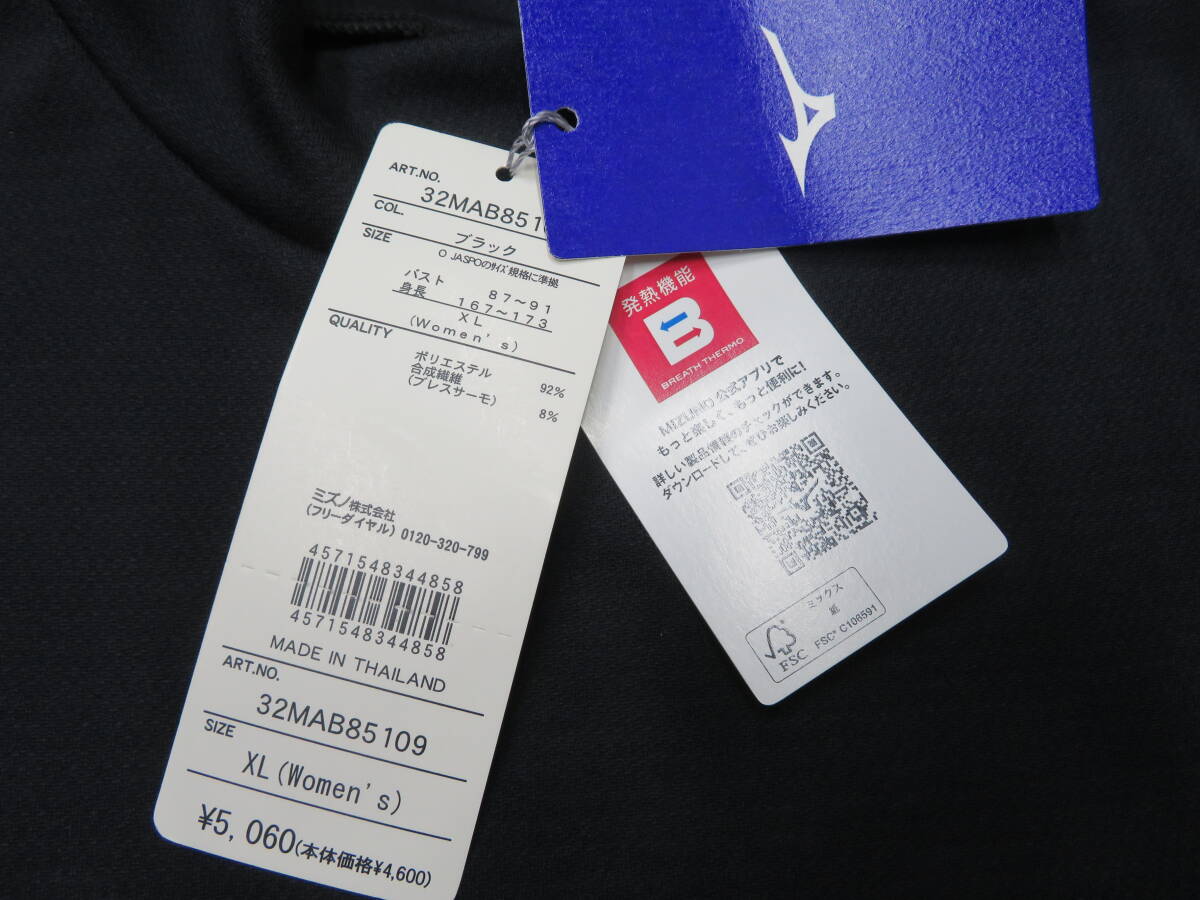 ART.NO.
32MAB851
COL.
ブラック
SIZE
○ JASPOのサイズ規格に準拠
バスト 87~91
身長 167~173
XL
(Women's)
QUALITY
ポリエステル 92%
合成繊維
(ブレスサーモ) 8%
ミズノ株式会社
(フリーダイヤル) 0120-320-799
4571548344858
4571548344858
MADE IN THAILAND
ART.NO.
32MAB85109
SIZE
XL(Women's)
¥5,060(本体価格¥4,600)
発熱機能
B
BREATH THERMO
MIZUNO 公式アプリで
もっと楽しく、もっと便利に!
詳しい製品情報のチェックができます。
ダウンロードして、ぜひお楽しみください。
ミックス
紙
FSC
FSC® C108591